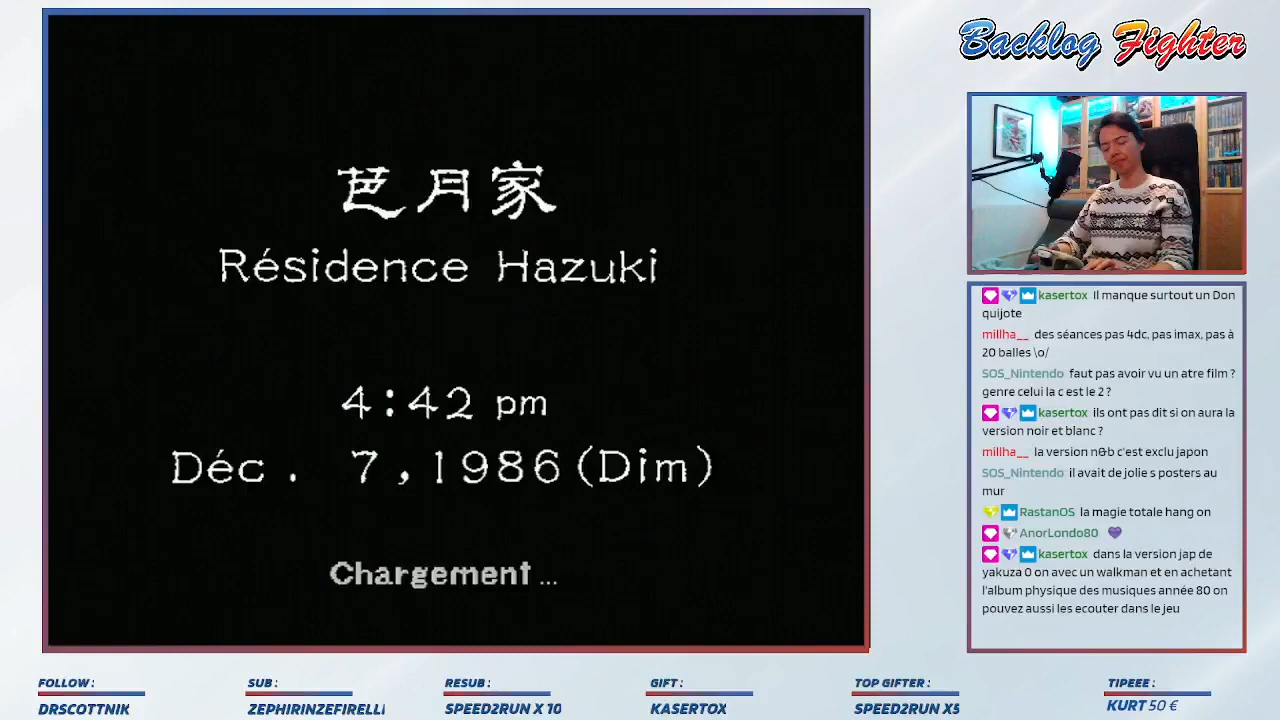 Backlog Fighter
芭月家
Résidence Hazuki
4:42 pm
Déc. 7,1986(Dim)
Chargement ...
kasertox Il manque surtout un Don
quijote
millha__ des séances pas 4dc, pas imax, pas à
20 balles \o/
SOS_Nintendo faut pas avoir vu un atre film ?
genre celui la c est le 2 ?
kasertox ils ont pas dit si on aura la
version noir et blanc ?
millha__ la version n&b c'est exclu japon
SOS_Nintendo il avait de jolie s posters au
mur
RastanOS la magie totale hang on
AnorLondo80
kasertox dans la version jap de
yakuza 0 on avec un walkman et en achetant
l'album physique des musiques année 80 on
pouvez aussi les ecouter dans le jeu
FOLLOW :
DRSCOTTNIK
SUB :
ZEPHIRINZEFIRELLI
RESUB :
SPEED2RUN X 10
GIFT :
KASERTOX
TOP GIFTER :
SPEED2RUN X5
TIPEEE :
KURT 50 €